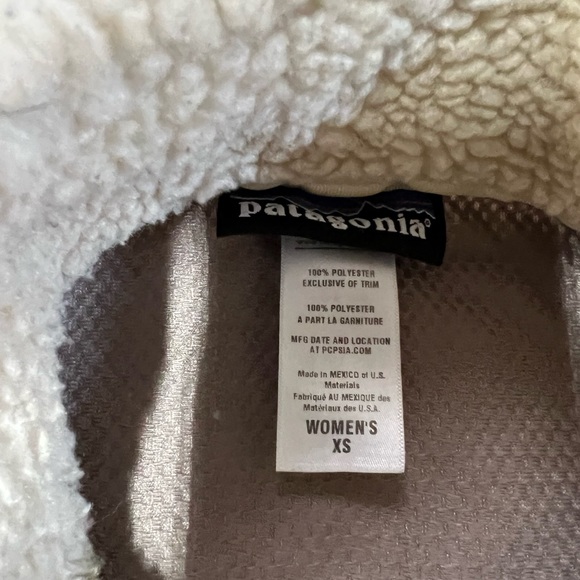 patagonia®
100% POLYESTER
EXCLUSIVE OF TRIM
100% POLYESTER
A PART LA GARNITURE
MFG DATE AND LOCATION
AT PCPSIA.COM
Made in MEXICO of U.S.
Materials
Fabriqué AU MEXIQUE des
Matériaux des U.S.A.
WOMEN'S
XS